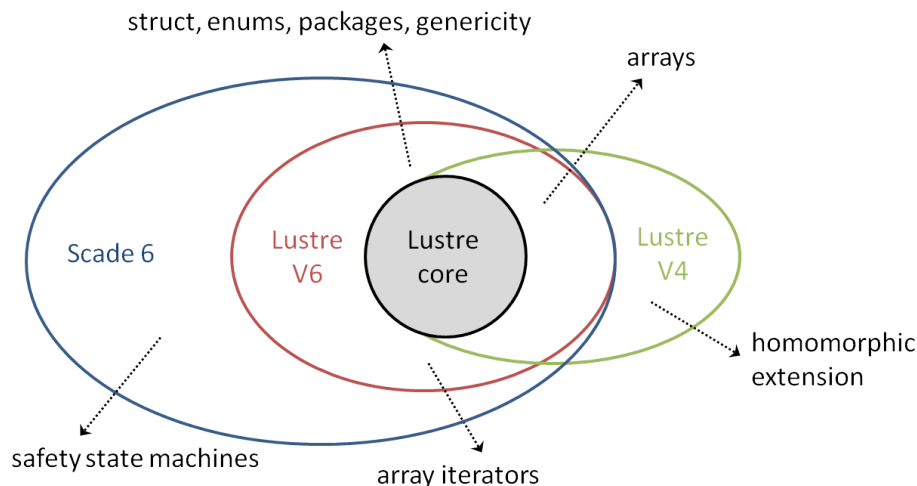 struct, enums, packages, genericity
arrays
Scade 6
Lustre
V6
Lustre
core
Lustre
V4
homomorphic
extension
safety state machines
array iterators